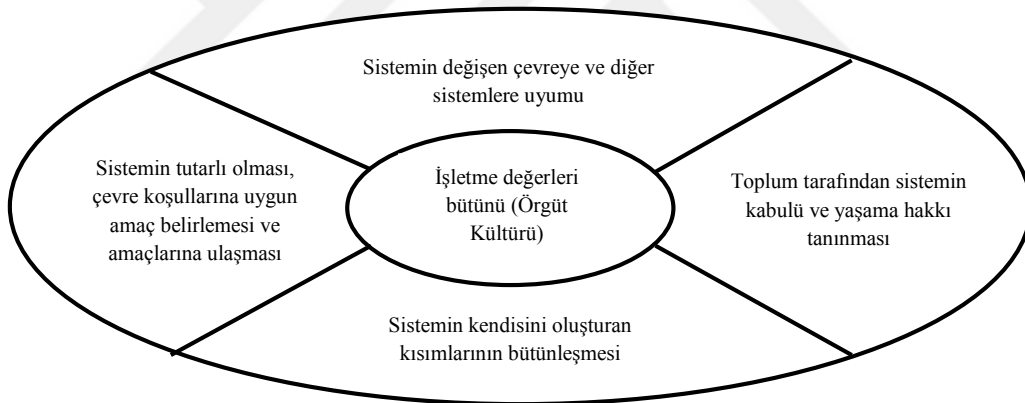 Sistemin değişen çevreye ve diğer
sistemlere uyumu
Sistemin tutarlı olması,
çevre koşullarına uygun
amaç belirlemesi ve
amaçlarına ulaşması
İşletme değerleri
bütünü (Örgüt
Kültürü)
Toplum tarafından sistemin
kabulü ve yaşama hakkı
tanınması
Sistemin kendisini oluşturan
kısımlarının bütünleşmesi